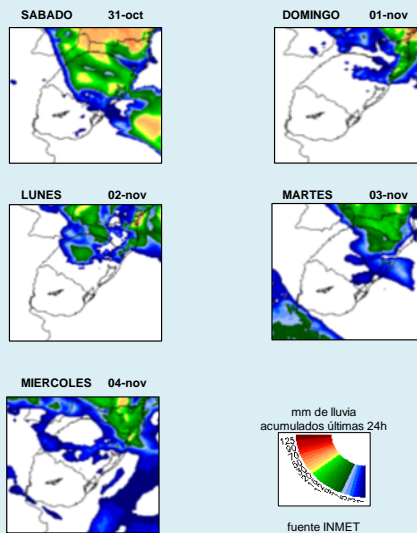 SABADO 31-oct
DOMINGO 01-nov
LUNES 02-nov
MARTES 03-nov
MIERCOLES 04-nov
mm de lluvia
acumulados últimas 24h
125
fuente INMET